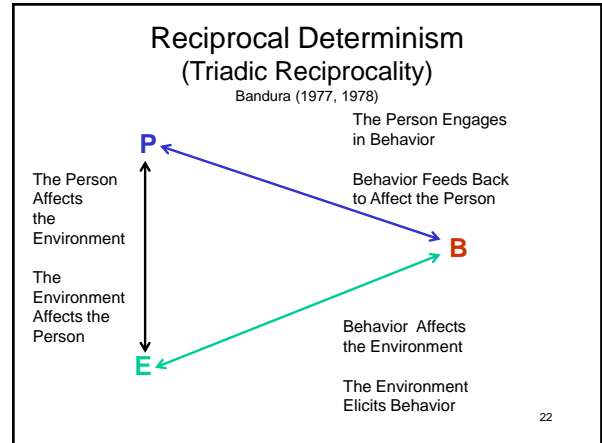 Reciprocal Determinism
(Triadic Reciprocality)
Bandura (1977, 1978)
The Person Engages
in Behavior
Behavior Feeds Back
to Affect the Person
P
The Person
Affects
the
Environment
The
Environment
Affects the
Person
B
E
Behavior Affects
the Environment
The Environment
Elicits Behavior
22